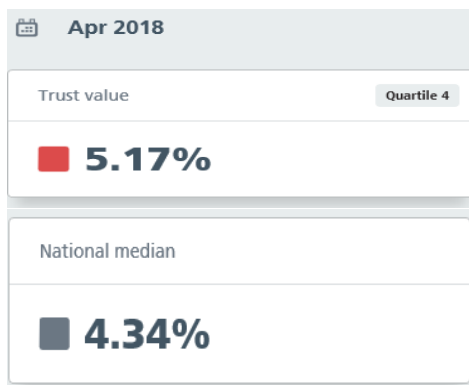 Apr 2018
Trust value Quartile 4
5.17%
National median
4.34%